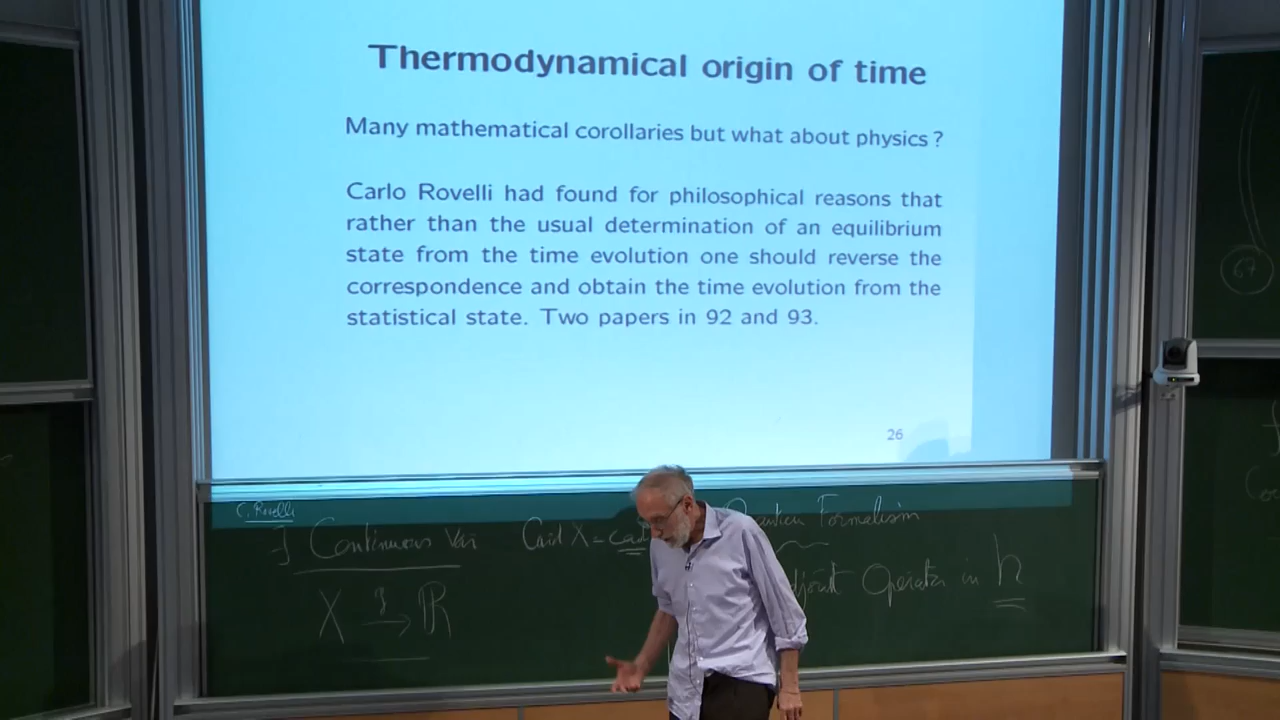 Thermodynamical origin of time
Many mathematical corollaries but what about physics ?
Carlo Rovelli had found for philosophical reasons that
rather than the usual determination of an equilibrium
state from the time evolution one should reverse the
correspondence and obtain the time evolution from the
statistical state. Two papers in 92 and 93.
26
C. Rovelli
Continuous Var
Card X =
Formalism
X → ℝ
Operator in